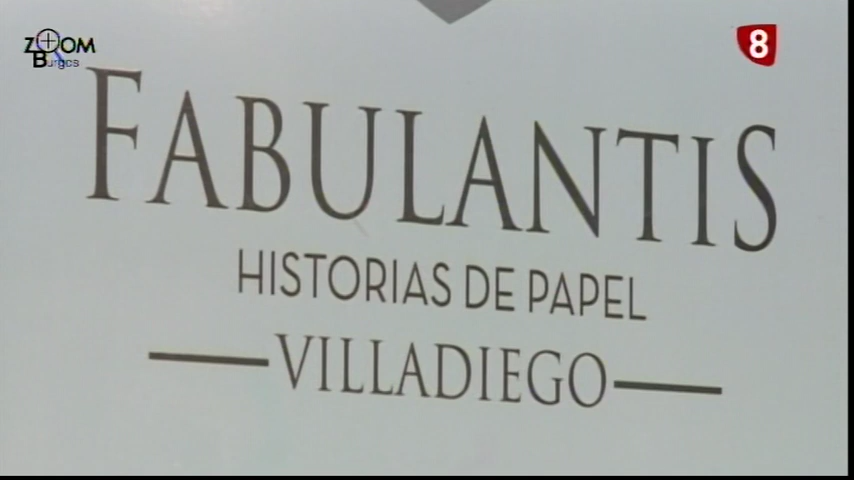 ZOOM
Burgos
8
FABULANTIS
HISTORIAS DE PAPEL
VILLADIEGO